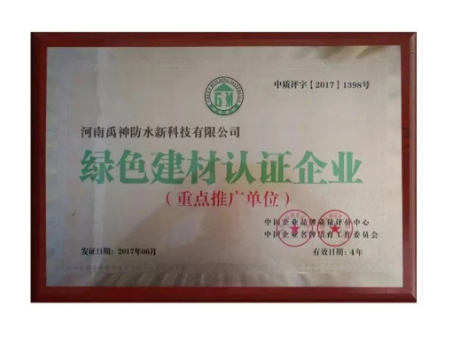 中质评字【2017】1398号
河南禹神防水新科技有限公司
绿色建材认证企业
（重点推广单位）
中国企业品牌质量评价中心
中国企业名牌培育工作委员会
发证日期：2017年06月
有效日期：4年